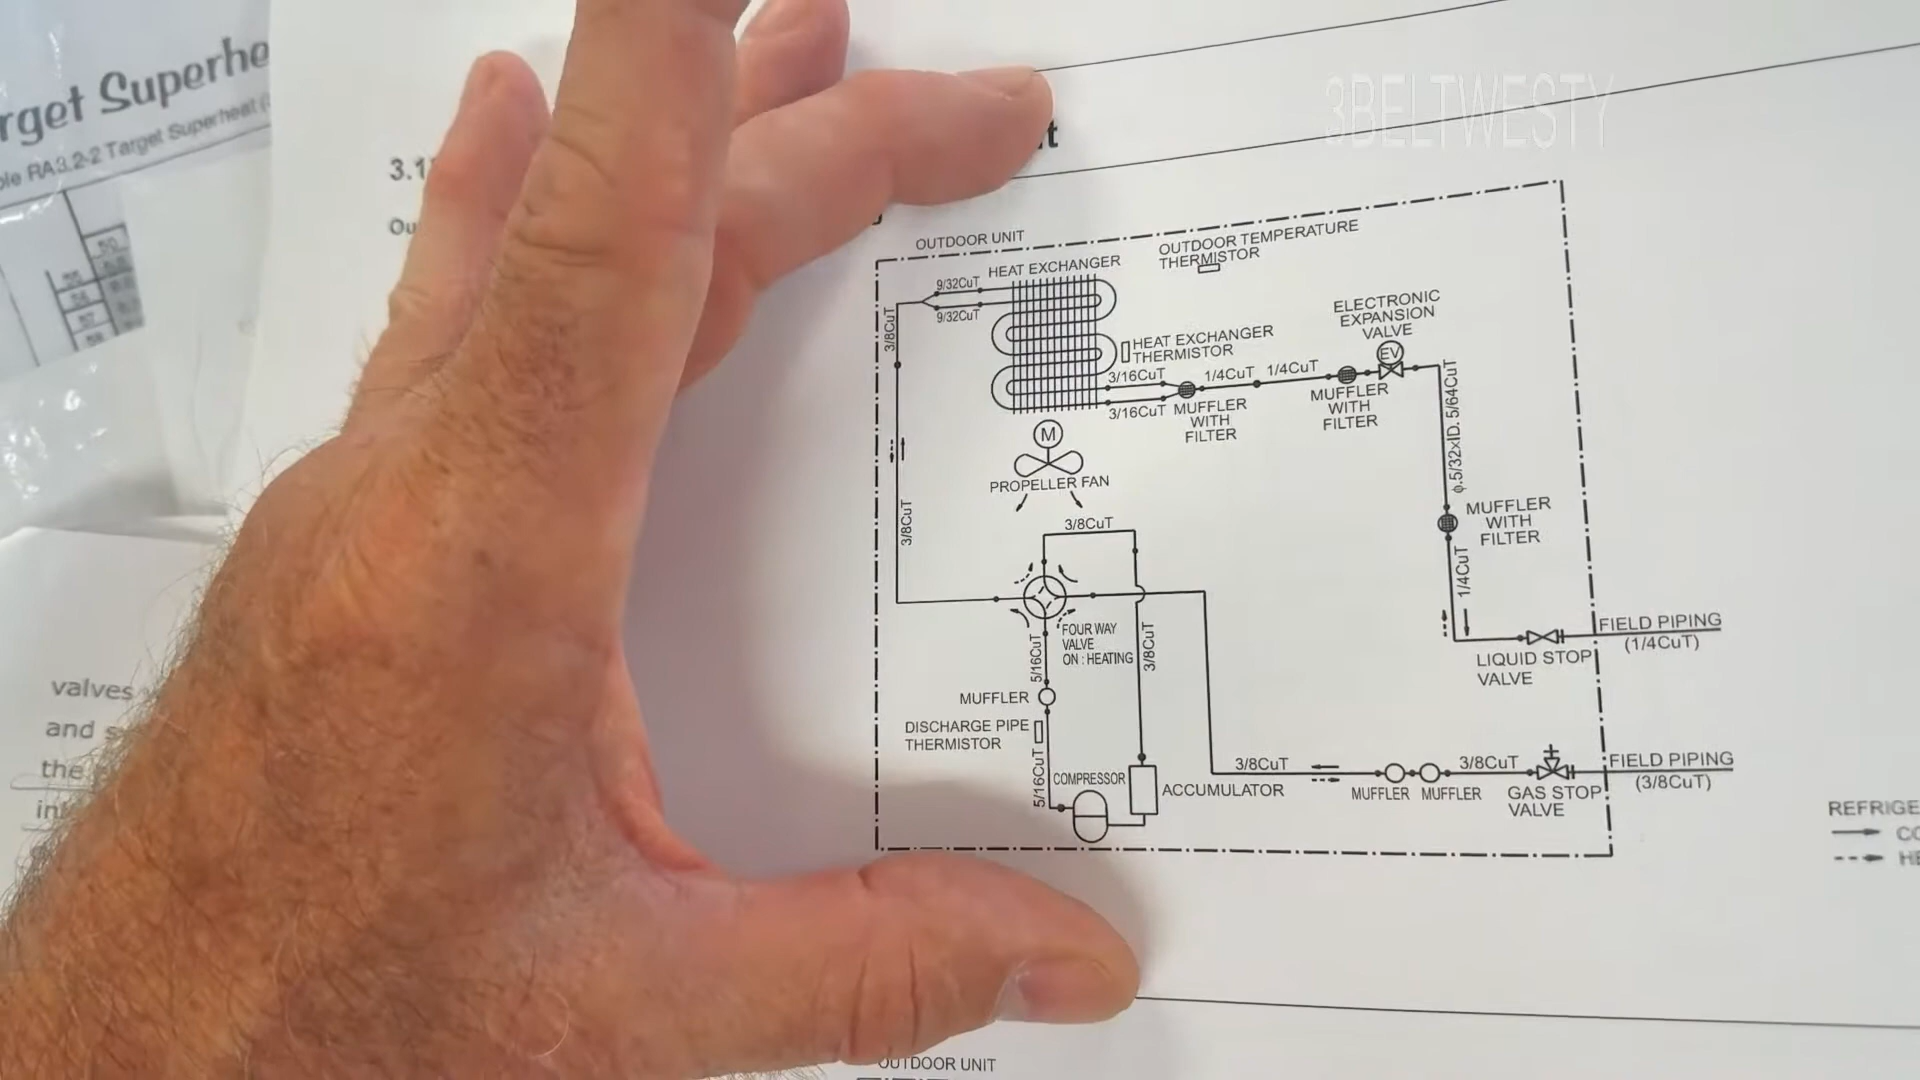 rget Superhe
ble RA3.2-2 Target Superheat (
50
55
56
57
3.1
Ou
3BELTWESTY
OUTDOOR UNIT
OUTDOOR TEMPERATURE
THERMISTOR
HEAT EXCHANGER
9/32CuT
9/32CuT
3/8CuT
ELECTRONIC
EXPANSION
VALVE
EV
HEAT EXCHANGER
THERMISTOR
3/16CuT
3/16CuT
1/4CuT
1/4CuT
MUFFLER
WITH
FILTER
MUFFLER
WITH
FILTER
M
PROPELLER FAN
ϕ.5/32xID. 5/64CuT
3/8CuT
3/8CuT
MUFFLER
WITH
FILTER
1/4CuT
FOUR WAY
VALVE
ON : HEATING
5/16CuT
3/8CuT
FIELD PIPING
(1/4CuT)
LIQUID STOP
VALVE
MUFFLER
DISCHARGE PIPE
THERMISTOR
5/16CuT
COMPRESSOR
ACCUMULATOR
3/8CuT
3/8CuT
MUFFLER
MUFFLER
GAS STOP
VALVE
FIELD PIPING
(3/8CuT)
REFRIGE
CO
HE
valves
and s
the
in
OUTDOOR UNIT